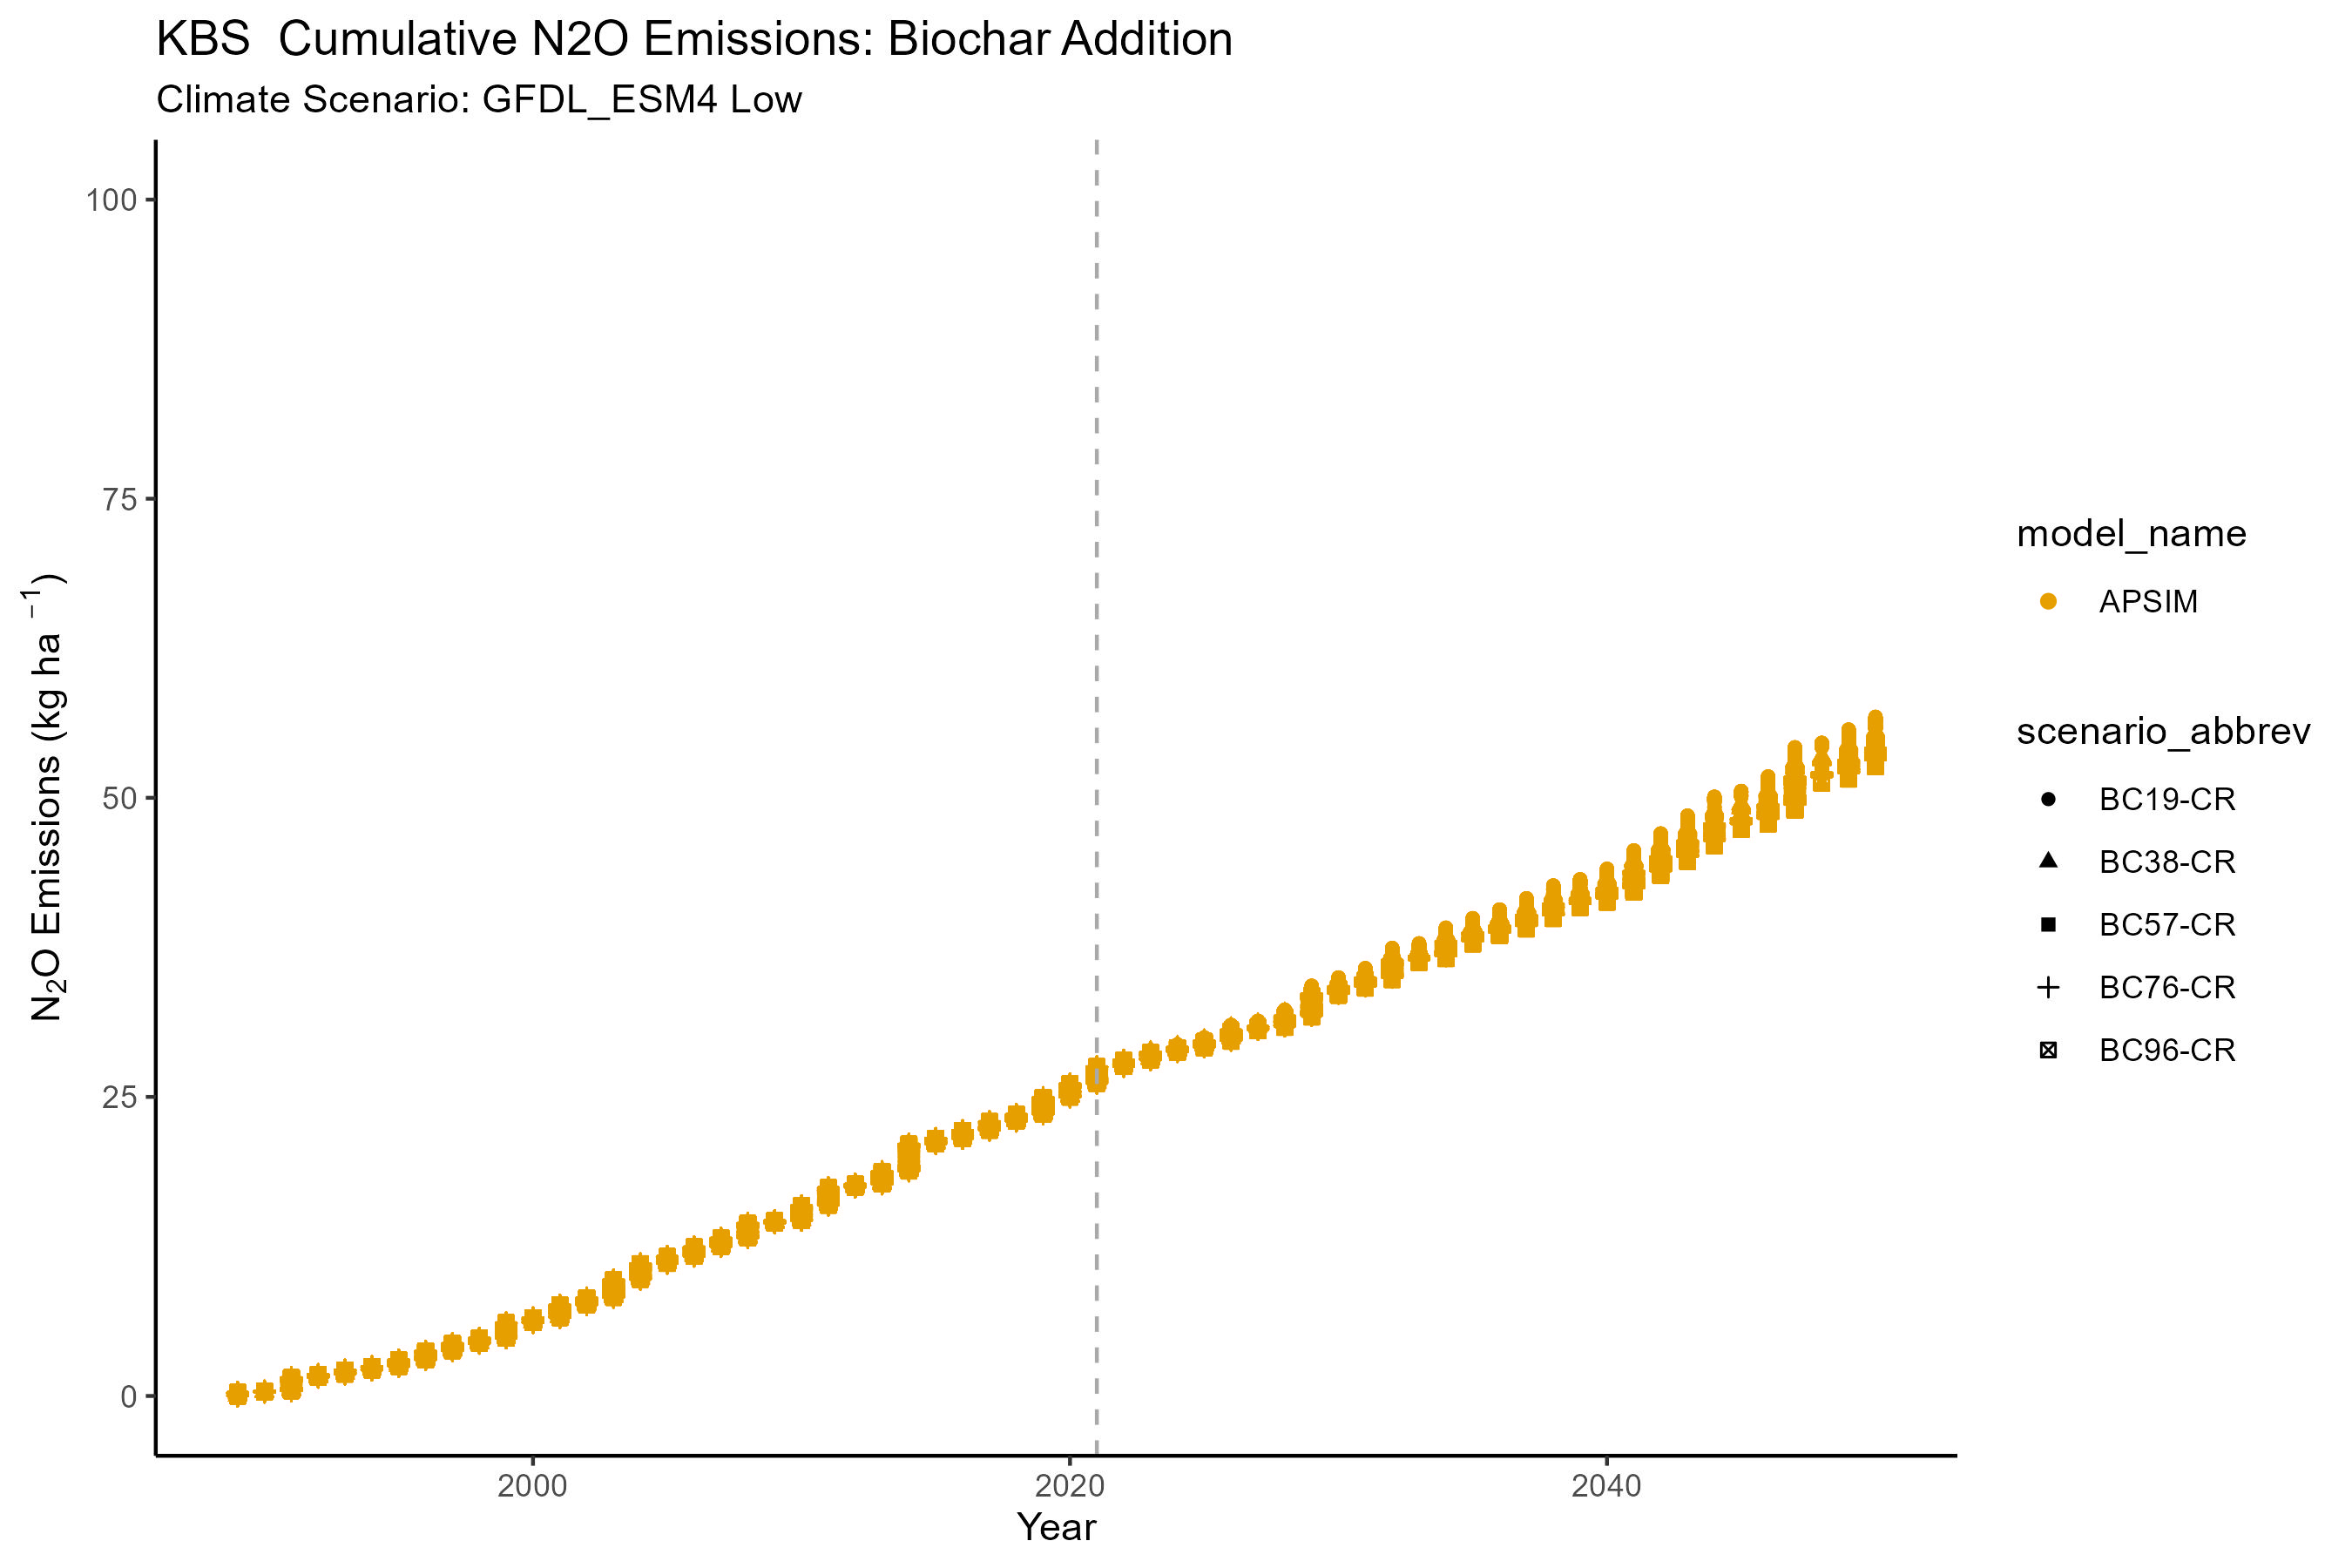 KBS  Cumulative N2O Emissions: Biochar Addition
Climate Scenario: GFDL_ESM4 Low
100
75
50
25
0
N₂O Emissions (kg ha⁻¹)
2000
2020
2040
Year
model_name
APSIM
scenario_abbrev
BC19-CR
BC38-CR
BC57-CR
BC76-CR
BC96-CR